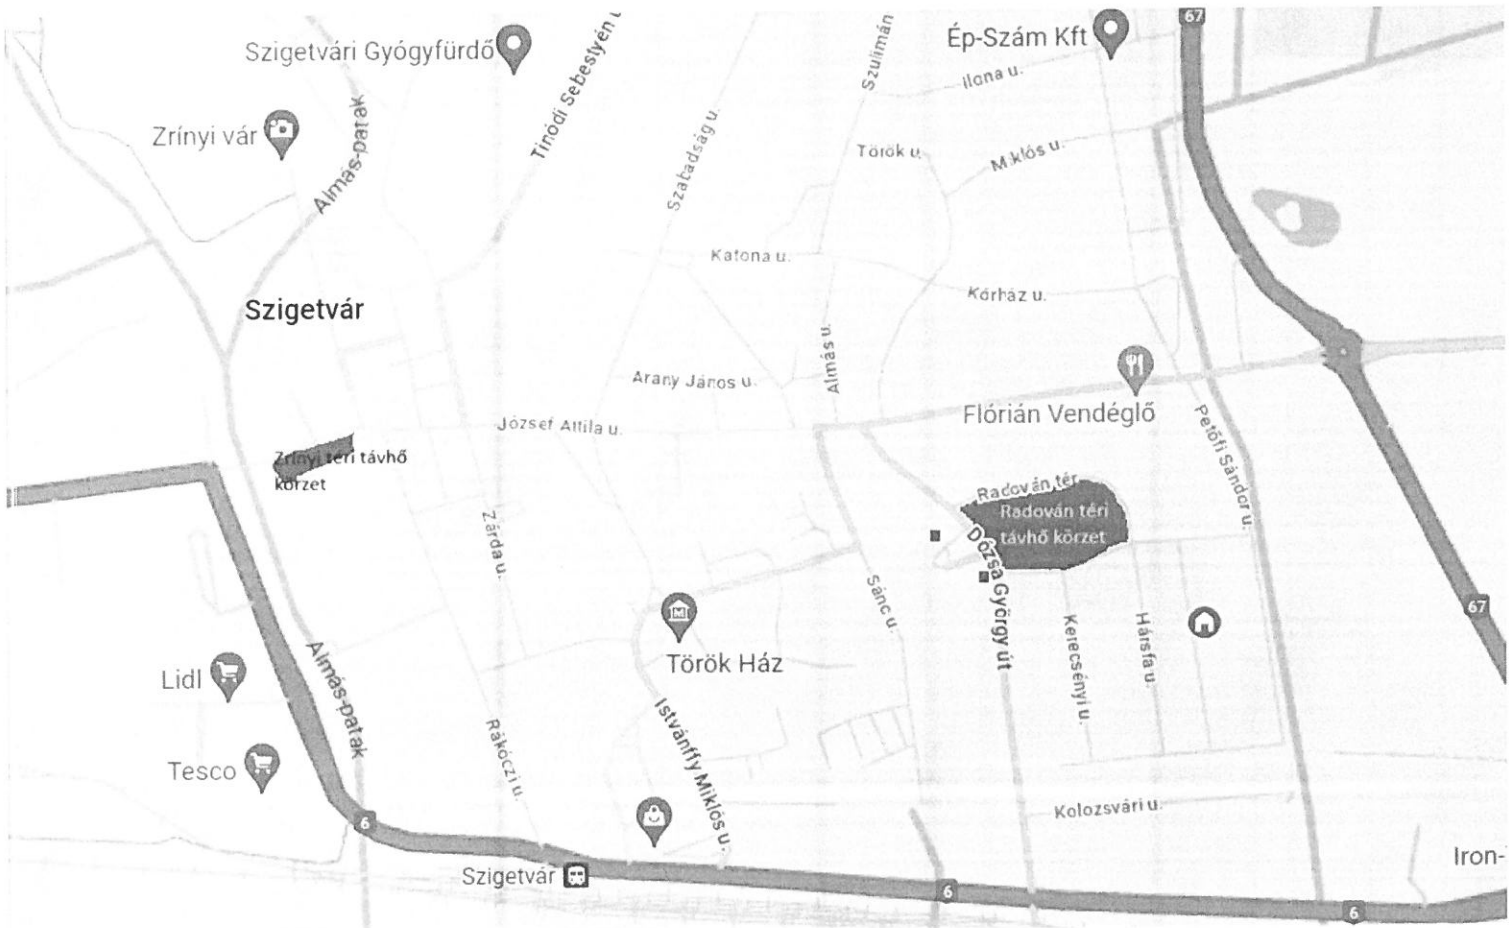 67
Szigetvári Gyógyfürdő
Ép-Szám Kft
Tinódi Sebestyén u
Szulimán
Ilona u.
Zrínyi vár
Almás-patak
Szabadság u.
Török u.
Miklós u.
Katona u.
Kórház u.
Szigetvár
Almás u.
Arany János u.
Flórián Vendéglő
József Attila u.
Petőfi Sándor u.
Zrínyi téri távhő
körzet
Radován tér
Radován téri
távhő körzet
Zárda u.
Dózsa György út
Sánc u.
67
Kerecsényi u.
Hársfa u.
Török Ház
Lidl
Almás-patak
Istvánffy Miklós u.
Rákóczi u.
Tesco
Kolozsvári u.
6
Iron-
Szigetvár
6
6